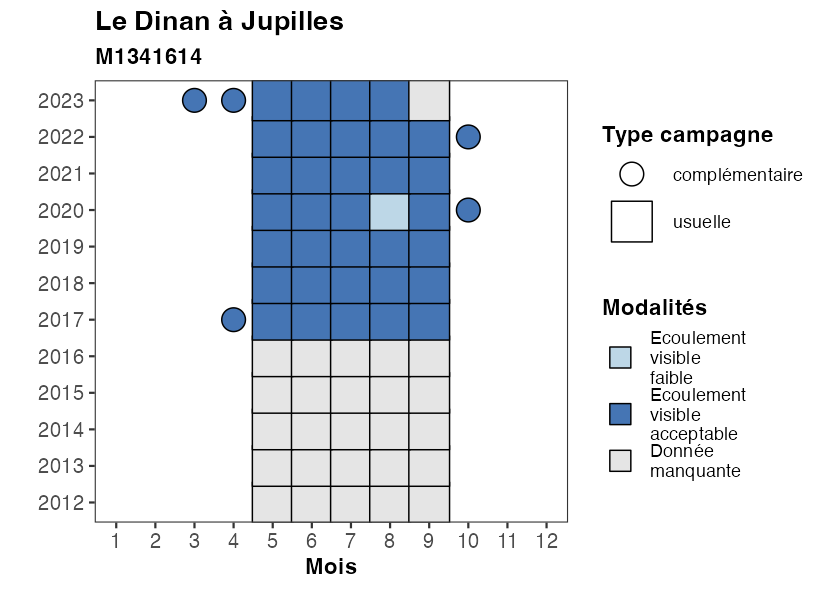 Le Dinan à Jupilles
M1341614
2023
2022
2021
2020
2019
2018
2017
2016
2015
2014
2013
2012
1 2 3 4 5 6 7 8 9 10 11 12
Mois
Type campagne
complémentaire
usuelle
Modalités
Ecoulement
visible
faible
Ecoulement
visible
acceptable
Donnée
manquante